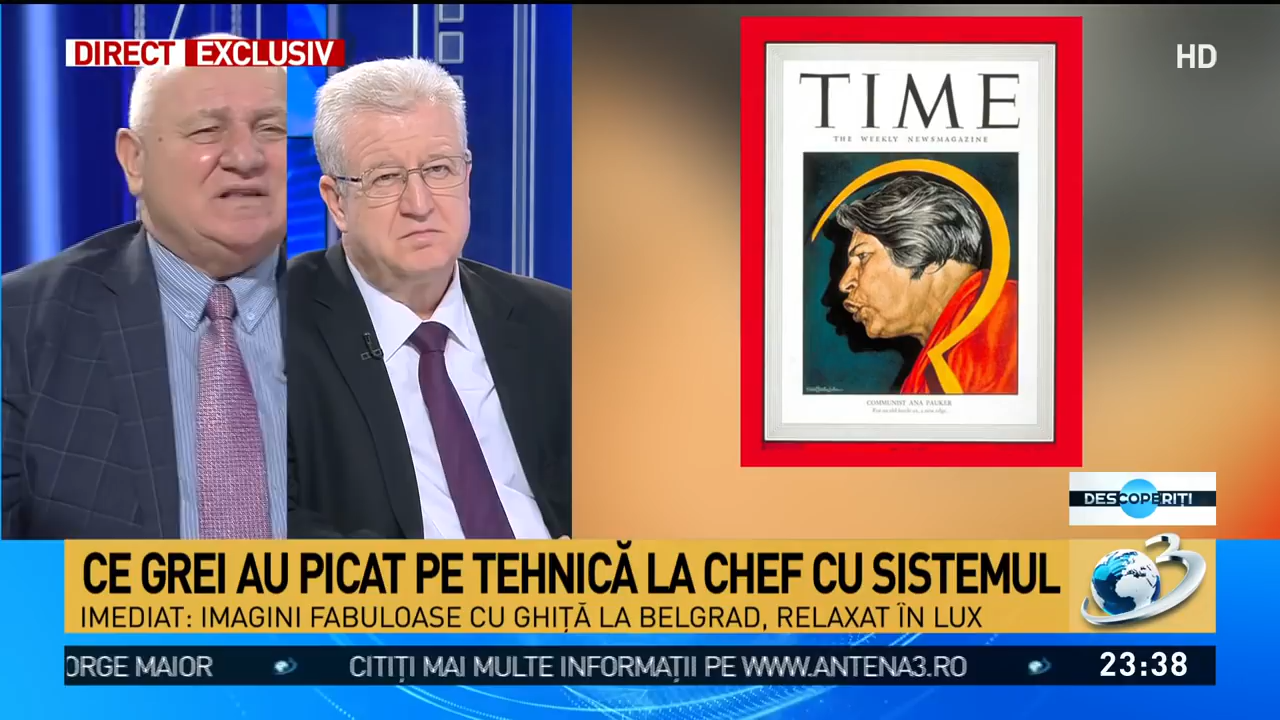 DIRECT EXCLUSIV
HD
TIME
THE WEEKLY NEWSMAGAZINE
COMMUNIST ANA PAUKER
DESCOPERIȚI
3
CE GREI AU PICAT PE TEHNICĂ LA CHEF CU SISTEMUL
IMEDIAT: IMAGINI FABULOASE CU GHIȚĂ LA BELGRAD, RELAXAT ÎN LUX
ORGE MAIOR CITIȚI MAI MULTE INFORMAȚII PE WWW.ANTENA3.RO
23:38